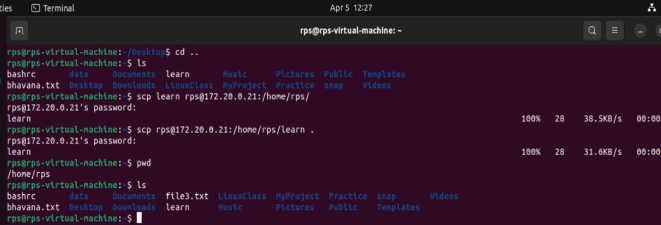 ties Terminal Apr 5 12:27
rps@rps-virtual-machine: ~
rps@rps-virtual-machine:~/Desktop$ cd ..
rps@rps-virtual-machine:~$ ls
bashrc data Documents learn Music Pictures Public Templates
bhavana.txt Desktop Downloads LinuxClass MyProject Practice snap Videos
rps@rps-virtual-machine:~$ scp learn rps@172.20.0.21:/home/rps/
rps@172.20.0.21's password:
learn 100% 28 38.5KB/s 00:00
rps@rps-virtual-machine:~$ scp rps@172.20.0.21:/home/rps/learn .
rps@172.20.0.21's password:
learn 100% 28 31.6KB/s 00:00
rps@rps-virtual-machine:~$ pwd
/home/rps
rps@rps-virtual-machine:~$ ls
bashrc data Documents file3.txt LinuxClass MyProject Practice snap Videos
bhavana.txt Desktop Downloads learn Music Pictures Public Templates
rps@rps-virtual-machine:~$